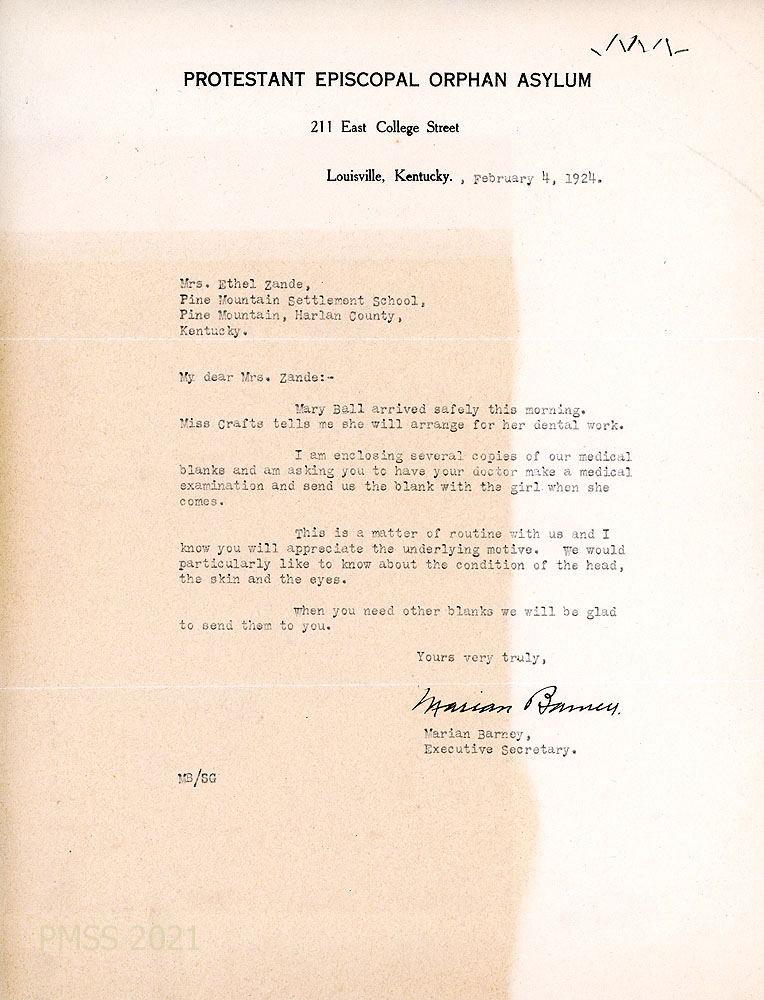 PROTESTANT EPISCOPAL ORPHAN ASYLUM
211 East College Street
Louisville, Kentucky. , February 4, 1924.
Mrs. Ethel Zande,
Pine Mountain Settlement School,
Pine Mountain, Harlan County,
Kentucky.
My dear Mrs. Zande:-
Mary Ball arrived safely this morning.
Miss Crafts tells me she will arrange for her dental work.
I am enclosing several copies of our medical
blanks and am asking you to have your doctor make a medical
examination and send us the blank with the girl when she
comes.
This is a matter of routine with us and I
know you will appreciate the underlying motive. We would
particularly like to know about the condition of the head,
the skin and the eyes.
When you need other blanks we will be glad
to send them to you.
Yours very truly,
Marian Barney.
Marian Barney,
Executive Secretary.
MB/SG
PMSS 2021